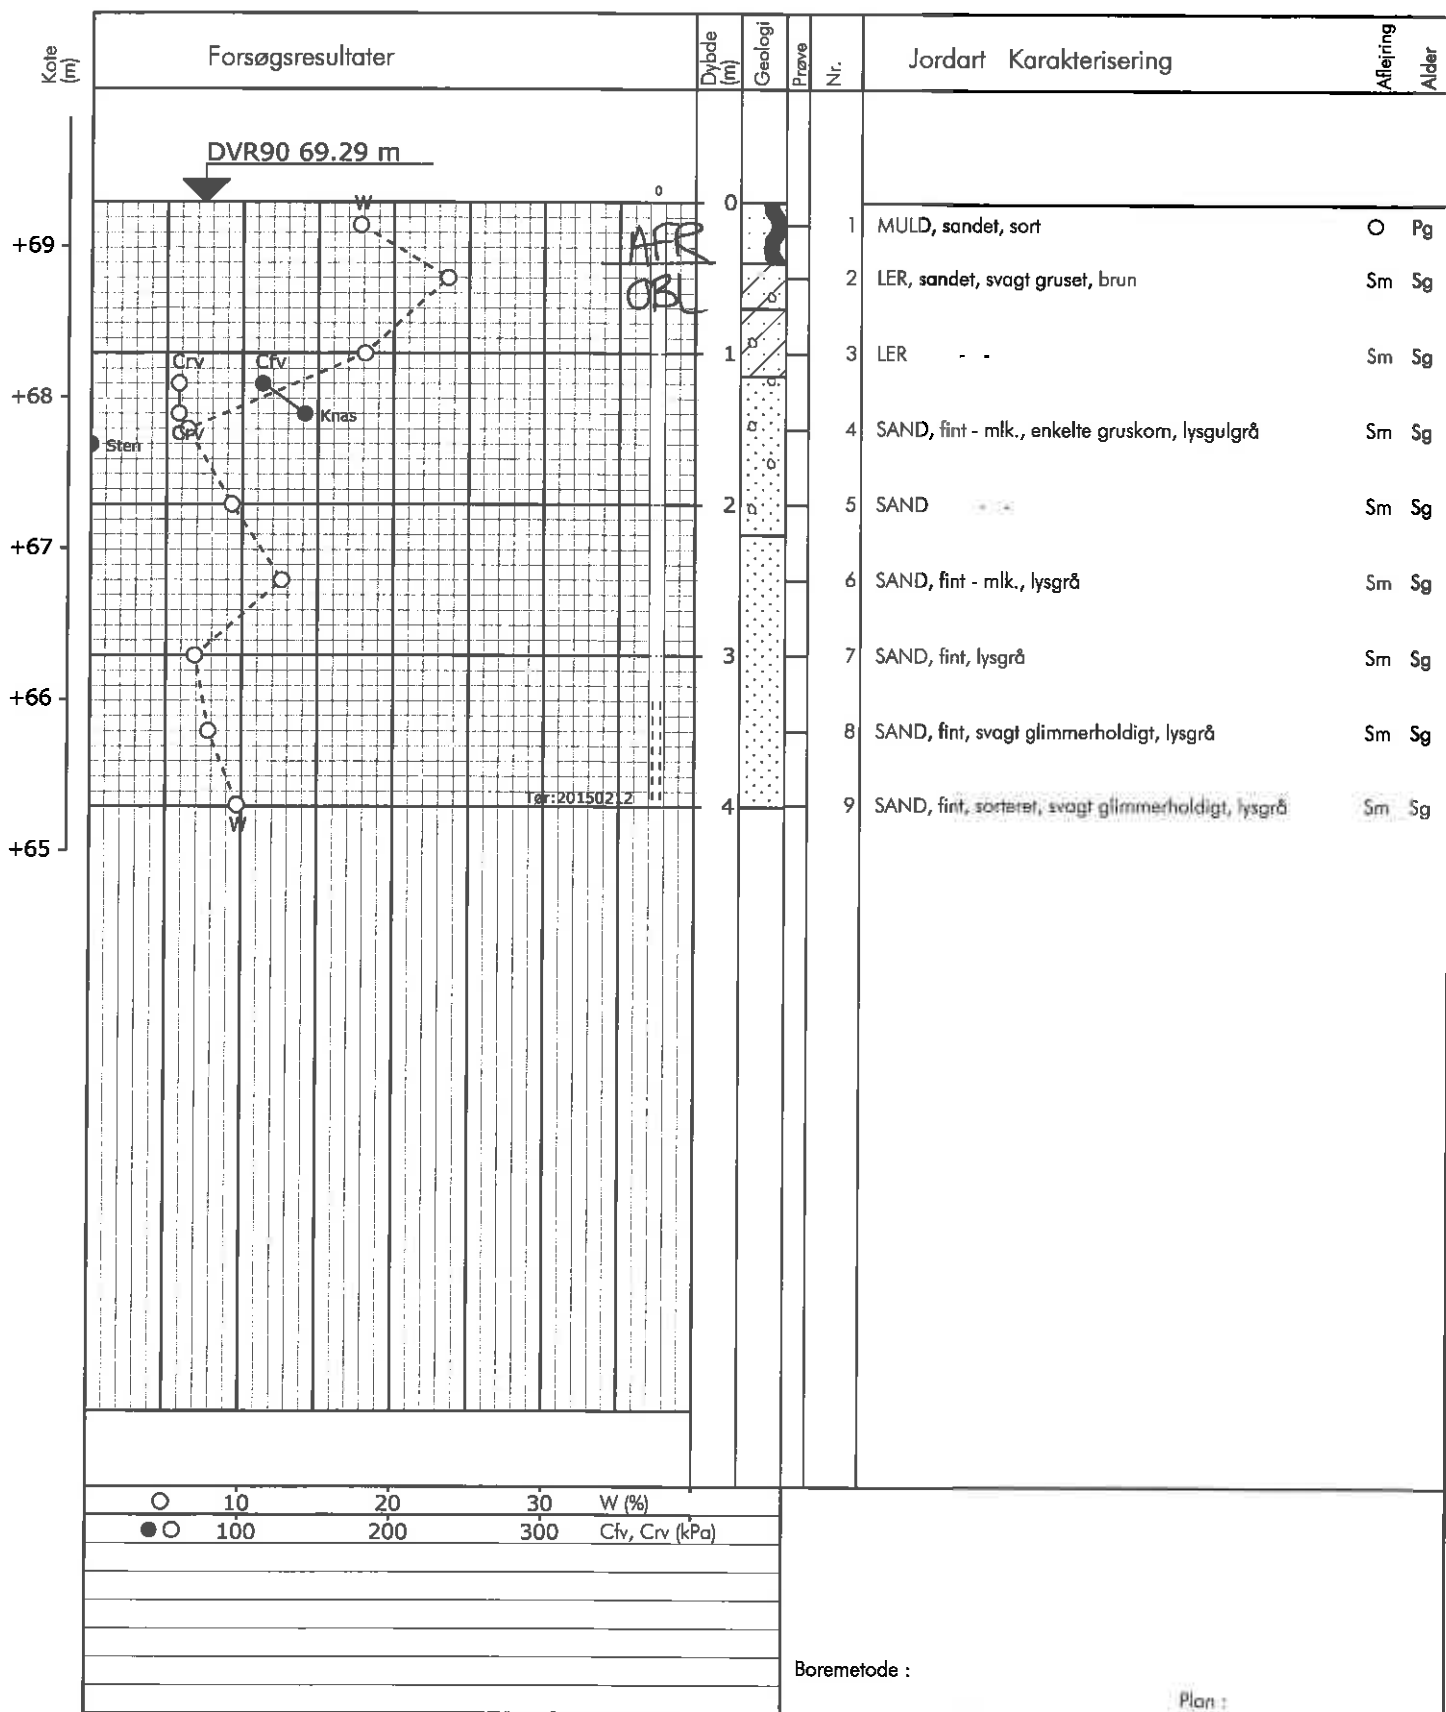 Kote (m) Forsøgsresultater Dybde (m) Geologi Prøve Nr. Jordart Karakterisering Aflejring Alder
DVR90 69.29 m
0
W 0
+69 AFR 1 MULD, sandet, sort O Pg
OBL 2 LER, sandet, svagt gruset, brun Sm Sg
Crv Cfv 1 3 LER - - Sm Sg
+68 Knas
Crv Sten 4 SAND, fint - mlk., enkelte gruskorn, lysgulgrå Sm Sg
2 5 SAND - - Sm Sg
+67
6 SAND, fint - mlk., lysgrå Sm Sg
3 7 SAND, fint, lysgrå Sm Sg
+66
8 SAND, fint, svagt glimmerholdigt, lysgrå Sm Sg
Tør:20150212 4 9 SAND, fint, sorteret, svagt glimmerholdigt, lysgrå Sm Sg
W
+65
10 20 30 W (%)
100 200 300 Cfv, Crv (kPa)
Boremetode :
Plan :